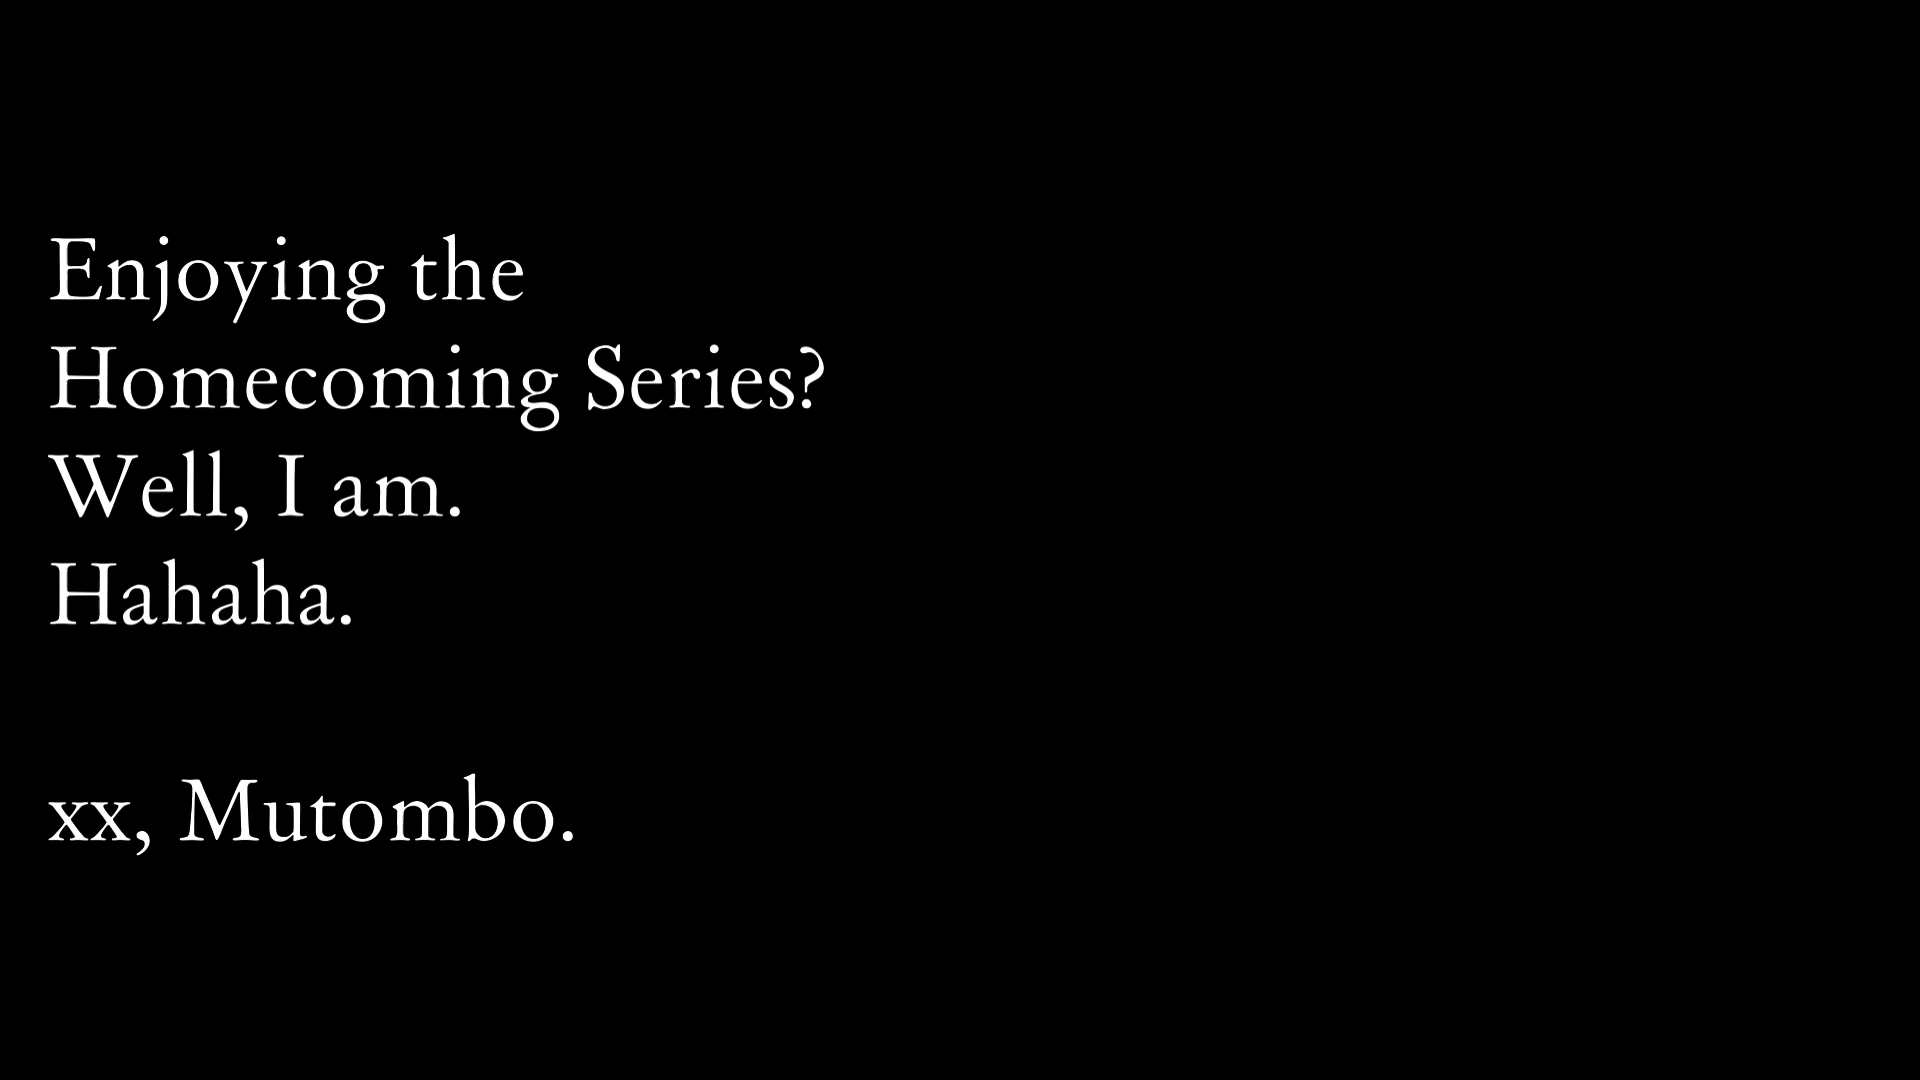 Enjoying the
Homecoming Series?
Well, I am.
Hahaha.
xx, Mutombo.